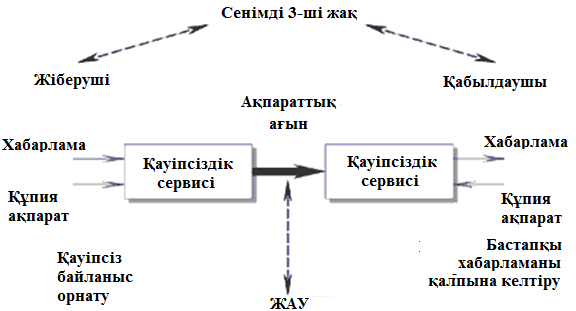 Сенімді 3-ші жақ
Жіберуші
Қабылдаушы
Ақпараттық
ағын
Хабарлама
Құпия
ақпарат
Қауіпсіздік
сервисі
Қауіпсіздік
сервисі
Хабарлама
Құпия
ақпарат
Қауіпсіз
байланыс
орнату
Бастапқы
хабарламаны
қалпына келтіру
ЖАУ